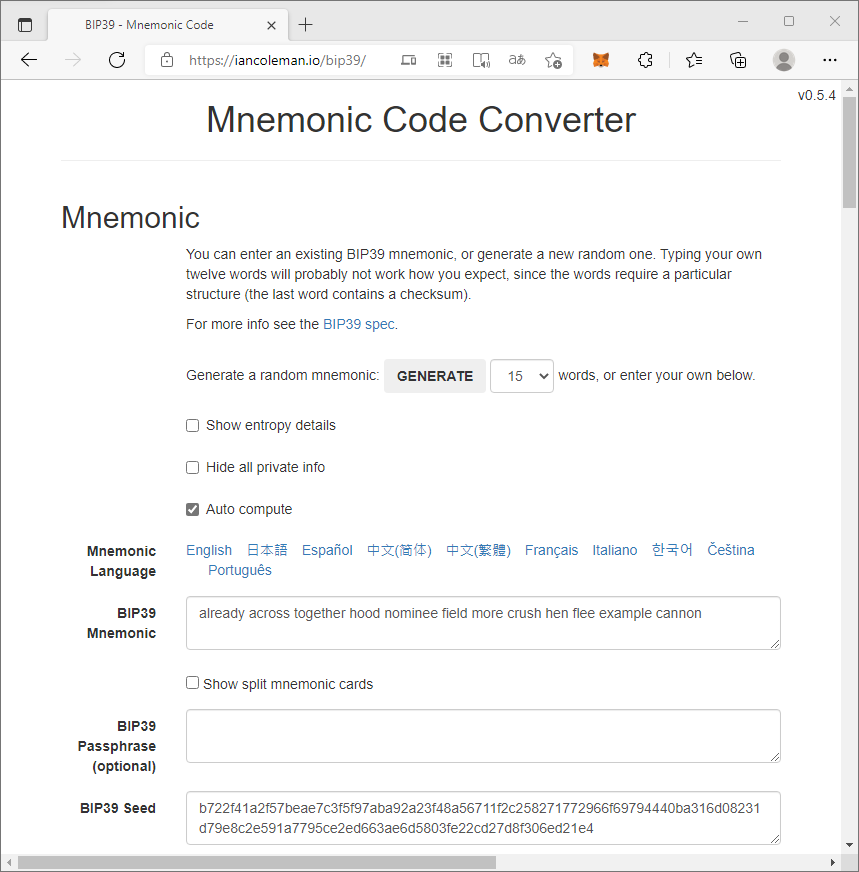 BIP39 - Mnemonic Code
https://iancoleman.io/bip39/
v0.5.4
Mnemonic Code Converter
Mnemonic
You can enter an existing BIP39 mnemonic, or generate a new random one. Typing your own
twelve words will probably not work how you expect, since the words require a particular
structure (the last word contains a checksum).
For more info see the BIP39 spec.
Generate a random mnemonic: GENERATE 15 words, or enter your own below.
Show entropy details
Hide all private info
Auto compute
Mnemonic Language
English 日本語 Español 中文(简体) 中文(繁體) Français Italiano 한국어 Čeština
Português
BIP39 Mnemonic
already across together hood nominee field more crush hen flee example cannon
Show split mnemonic cards
BIP39
Passphrase
(optional)
BIP39 Seed
b722f41a2f57beae7c3f5f97aba92a23f48a56711f2c258271772966f69794440ba316d08231
d79e8c2e591a7795ce2ed663ae6d5803fe22cd27d8f306ed21e4